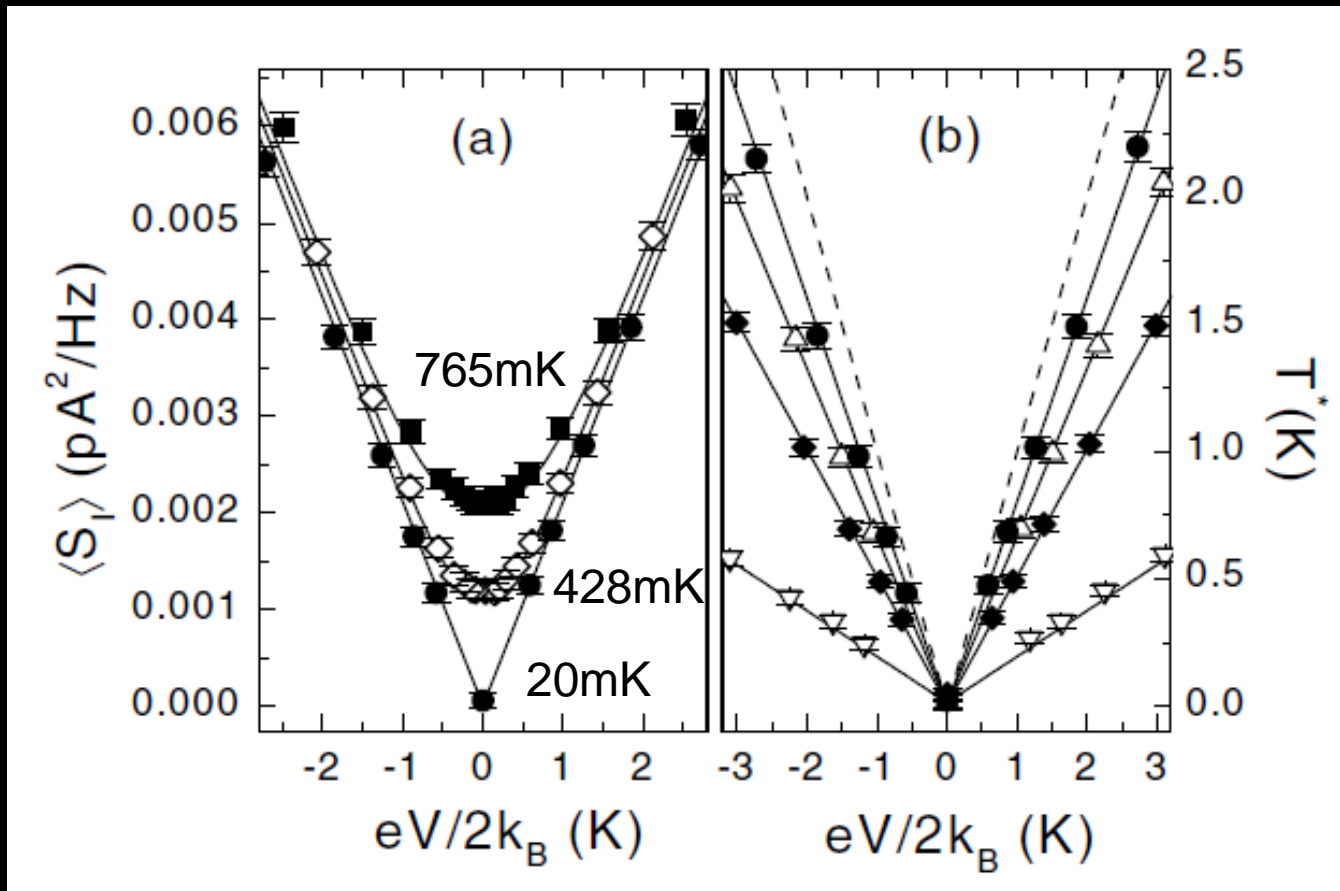 (a)
0.006
0.005
0.004
0.003
0.002
0.001
0.000
⟨S_I⟩ (pA²/Hz)
765mK
428mK
20mK
-2 -1 0 1 2
eV/2k_B (K)
(b)
2.5
2.0
1.5
1.0
0.5
0.0
T*(K)
-3 -2 -1 0 1 2 3
eV/2k_B (K)